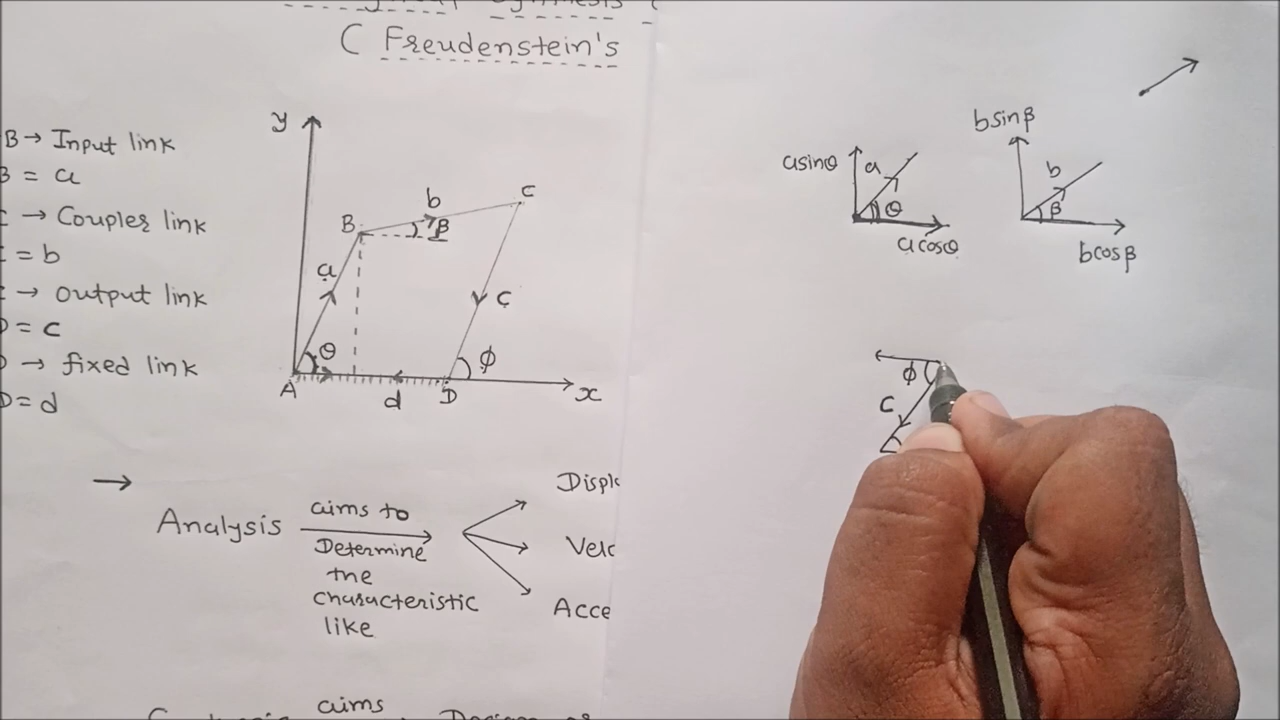 C Freudenstein's
B → Input link
B = a
→ Coupler link
= b
→ output link
D = c
→ fixed link
D = d
y
B
b
C
β
a
c
θ
φ
A
d
D
x
→
Analysis
aims to
Determine
the
characteristic
like
Displ
Velo
Acce
aims
asinθ
a
θ
acosθ
bsinβ
b
β
bcosβ
φ
c